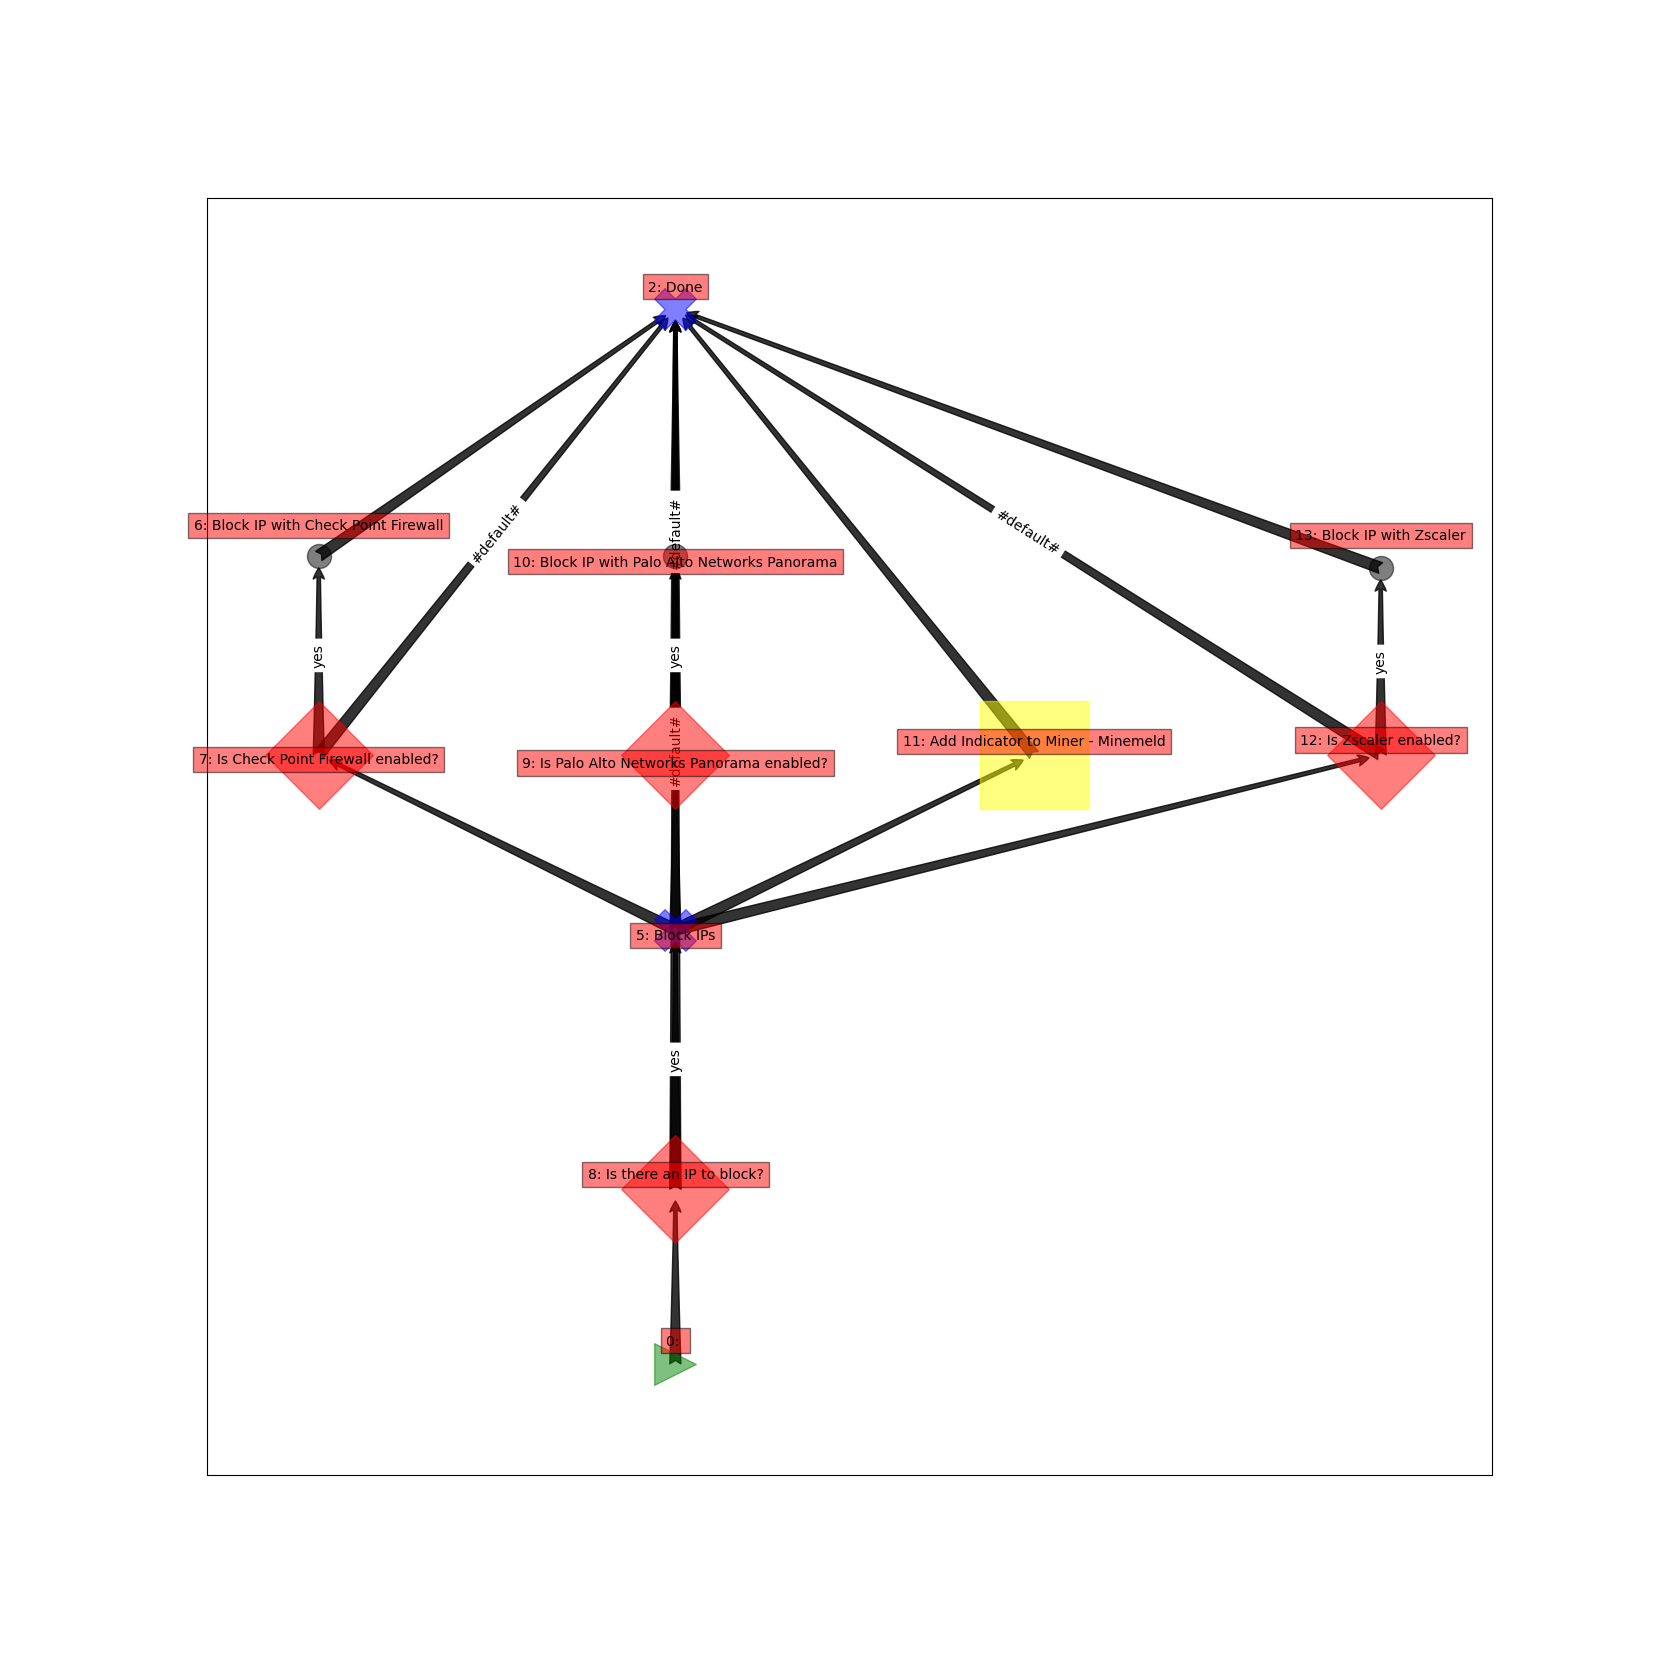 2: Done
#default#
#default#
#default#
6: Block IP with Check Point Firewall
13: Block IP with Zscaler
10: Block IP with Palo Alto Networks Panorama
yes
yes
yes
#default#
12: Is Zscaler enabled?
11: Add Indicator to Miner - Minemeld
7: Is Check Point Firewall enabled?
9: Is Palo Alto Networks Panorama enabled?
5: Block IPs
yes
8: Is there an IP to block?
0: